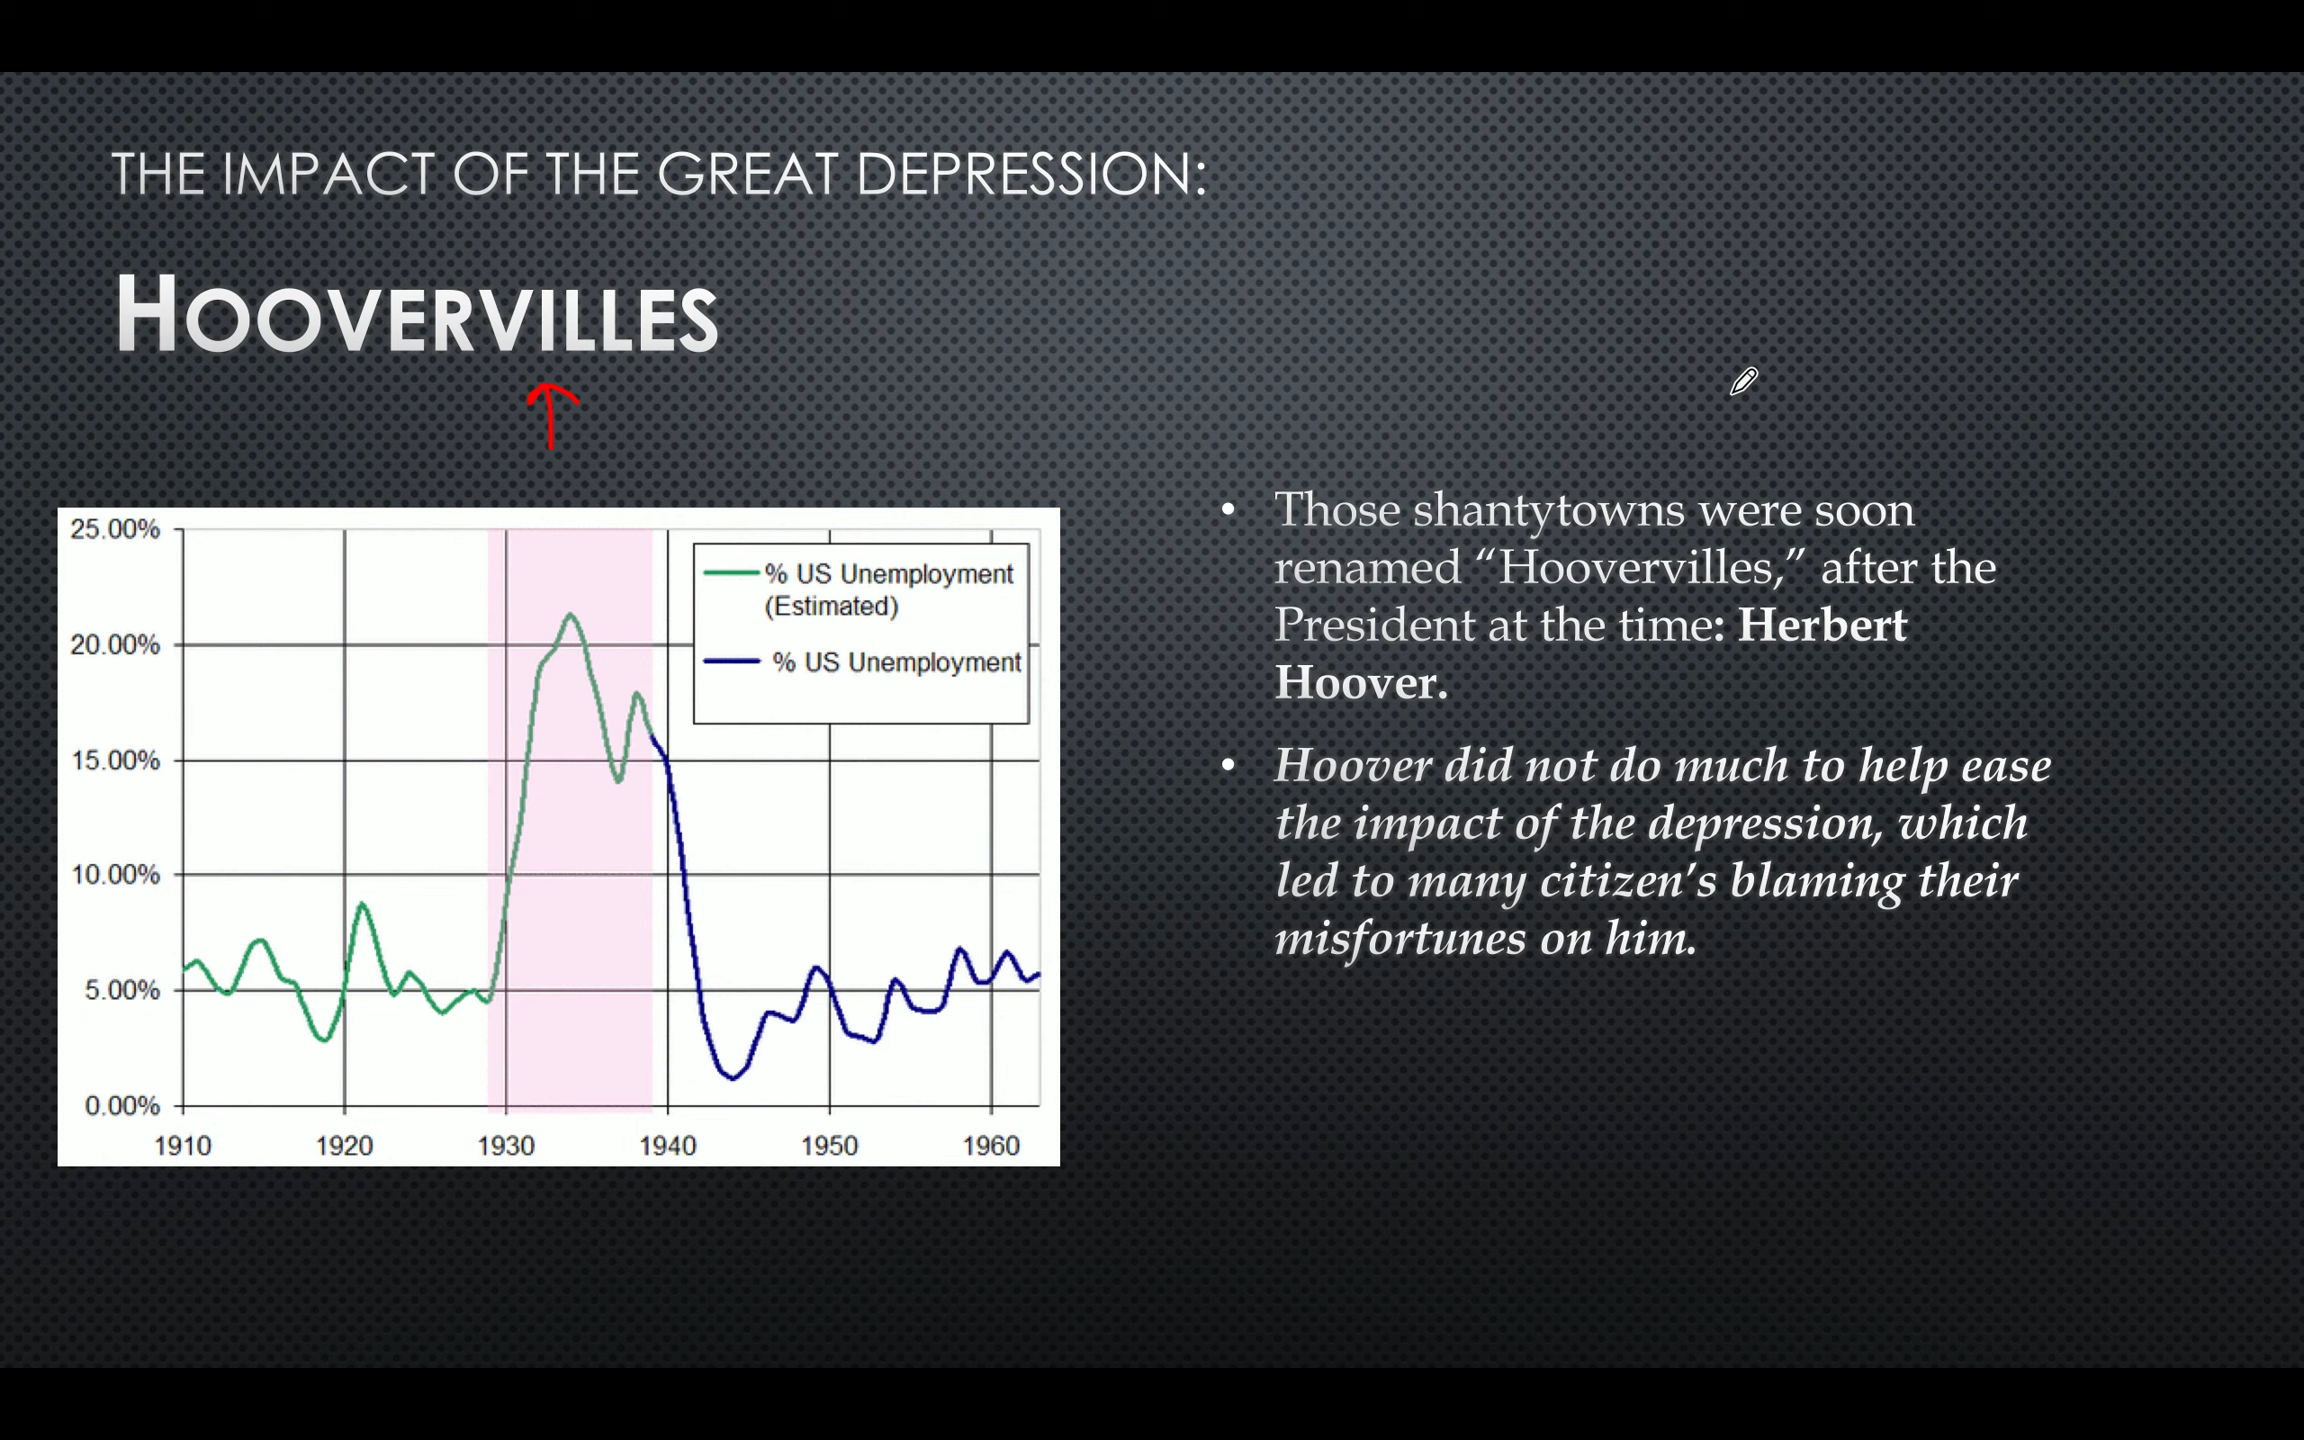 THE IMPACT OF THE GREAT DEPRESSION:
HOOVERVILLES
25.00%
20.00%
15.00%
10.00%
5.00%
0.00%
1910 1920 1930 1940 1950 1960
% US Unemployment
(Estimated)
% US Unemployment
• Those shantytowns were soon
renamed “Hoovervilles,” after the
President at the time: Herbert
Hoover.
• Hoover did not do much to help ease
the impact of the depression, which
led to many citizen’s blaming their
misfortunes on him.